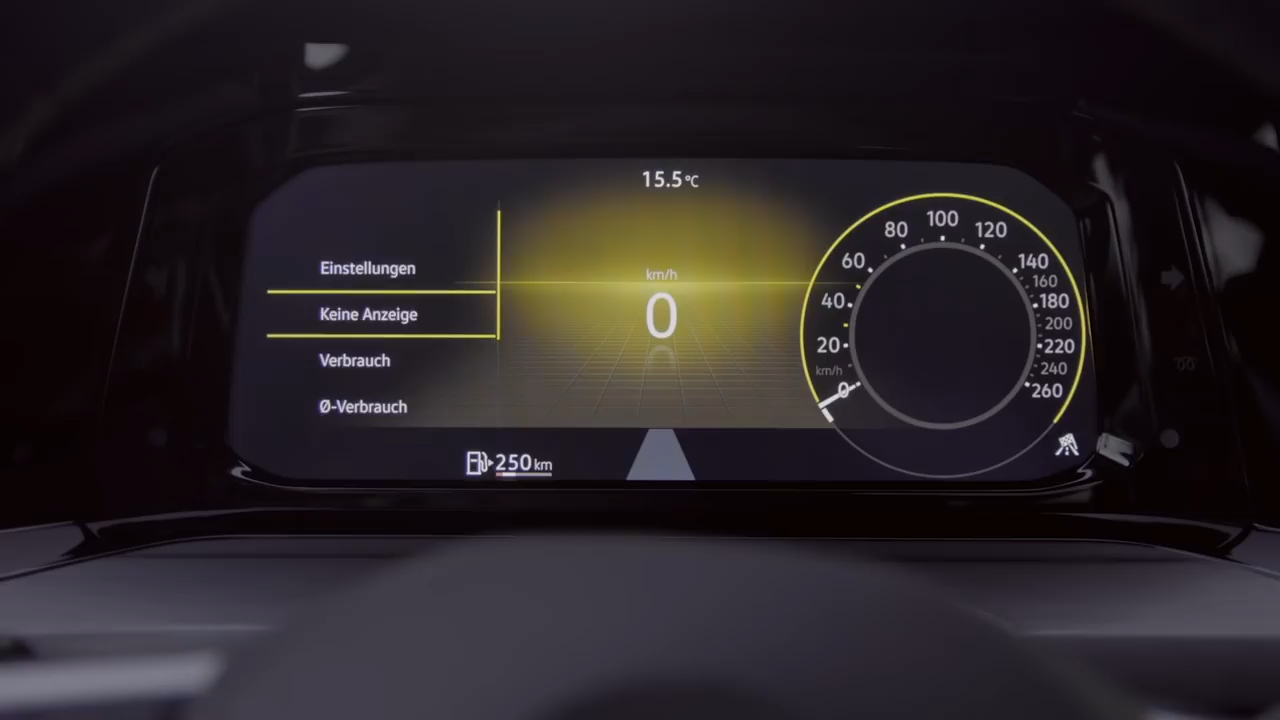 15.5°C
Einstellungen
Keine Anzeige
Verbrauch
Ø-Verbrauch
km/h
0
250 km
100
80
120
60
140
160
40
180
200
20
220
240
km/h
0
260